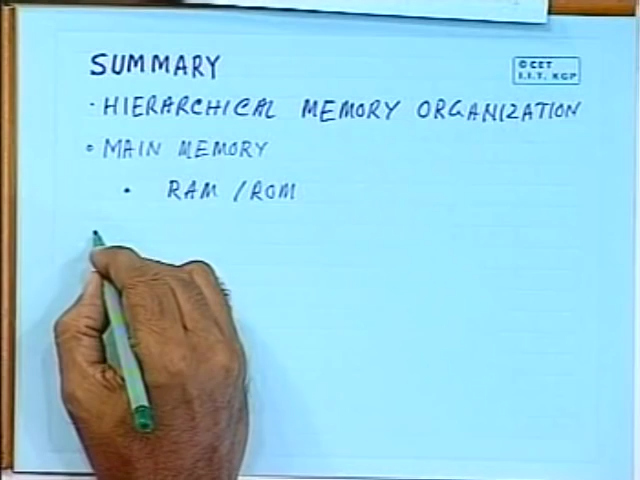 SUMMARY
©CET
I.I.T. KGP
· HIERARCHICAL MEMORY ORGANIZATION
• MAIN MEMORY
• RAM / ROM